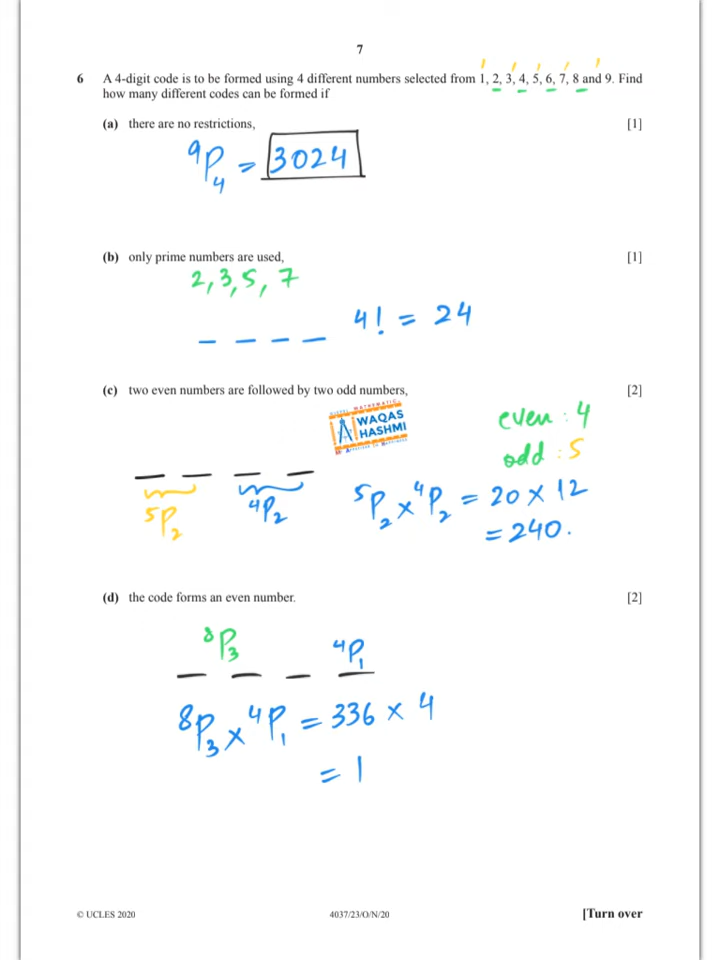 7
6 A 4-digit code is to be formed using 4 different numbers selected from 1, 2, 3, 4, 5, 6, 7, 8 and 9. Find
how many different codes can be formed if
(a) there are no restrictions, [1]
⁹P₄ = 3024
(b) only prime numbers are used, [1]
2, 3, 5, 7
_ _ _ _ 4! = 24
(c) two even numbers are followed by two odd numbers, [2]
WAQAS
HASHMI
even : 4
odd : 5
_ _ _ _
⁵P₂ ⁴P₂
⁵P₂ × ⁴P₂ = 20 × 12
= 240.
(d) the code forms an even number. [2]
⁸P₃ ⁴P₁
_ _ _ _
⁸P₃ × ⁴P₁ = 336 × 4
= 1
© UCLES 2020 4037/23/O/N/20 [Turn over